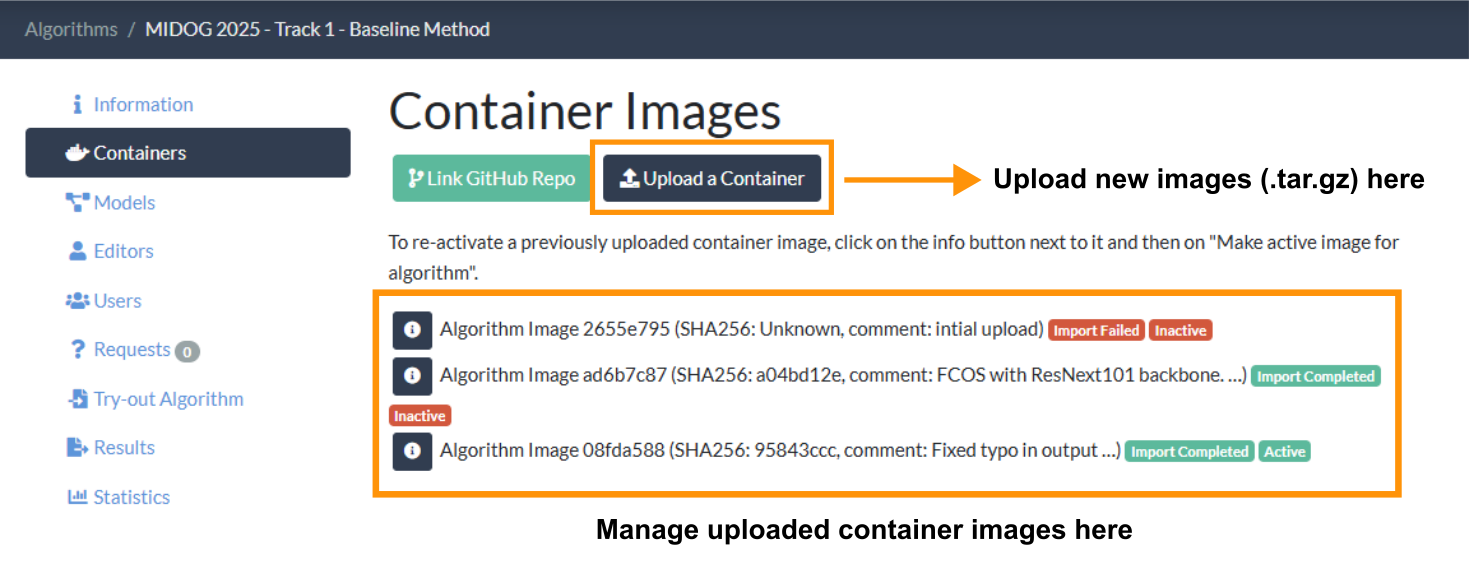 Algorithms / MIDOG 2025 - Track 1 - Baseline Method
Information
Containers
Models
Editors
Users
Requests 0
Try-out Algorithm
Results
Statistics
Container Images
Link GitHub Repo
Upload a Container
Upload new images (.tar.gz) here
To re-activate a previously uploaded container image, click on the info button next to it and then on "Make active image for
algorithm".
Algorithm Image 2655e795 (SHA256: Unknown, comment: intial upload) Import Failed Inactive
Algorithm Image ad6b7c87 (SHA256: a04bd12e, comment: FCOS with ResNext101 backbone. ...) Import Completed
Inactive
Algorithm Image 08fda588 (SHA256: 95843ccc, comment: Fixed typo in output ...) Import Completed Active
Manage uploaded container images here